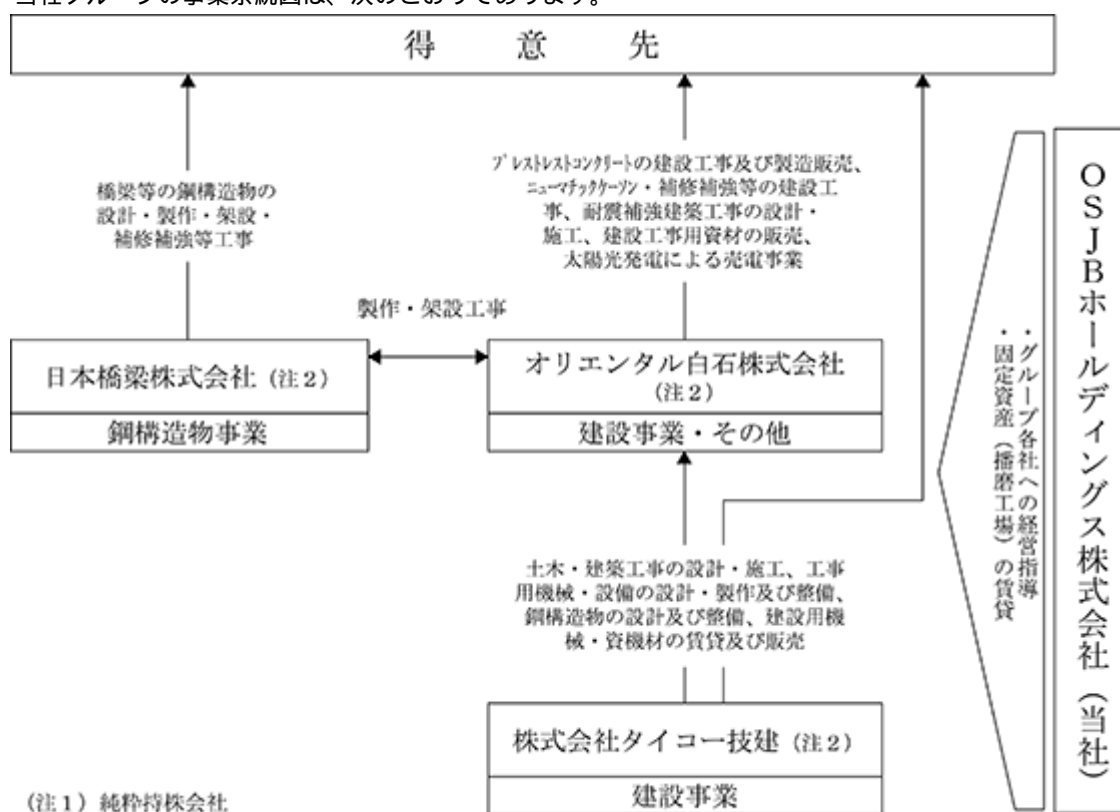 当社グループの事業系統図は、次のとおりであります。
得意先
橋梁等の鋼構造物の
設計・製作・架設・
補修補強等工事
プレストレストコンクリートの建設工事及び製造販売、
ニューマチックケーソン・補修補強等の建設工
事、耐震補強建築工事の設計・
施工、建設工事用資材の販売、
太陽光発電による売電事業
製作・架設工事
日本橋梁株式会社（注２）
鋼構造物事業
オリエンタル白石株式会社
（注２）
建設事業・その他
土木・建築工事の設計・施工、工事
用機械・設備の設計・製作及び整備、
鋼構造物の設計及び整備、建設用機
械・資機材の賃貸及び販売
株式会社タイコー技建（注２）
建設事業
・グループ各社への経営指導
・固定資産（播磨工場）の賃貸
ＯＳＪＢホールディングス株式会社（当社）
（注１）純粋持株会社